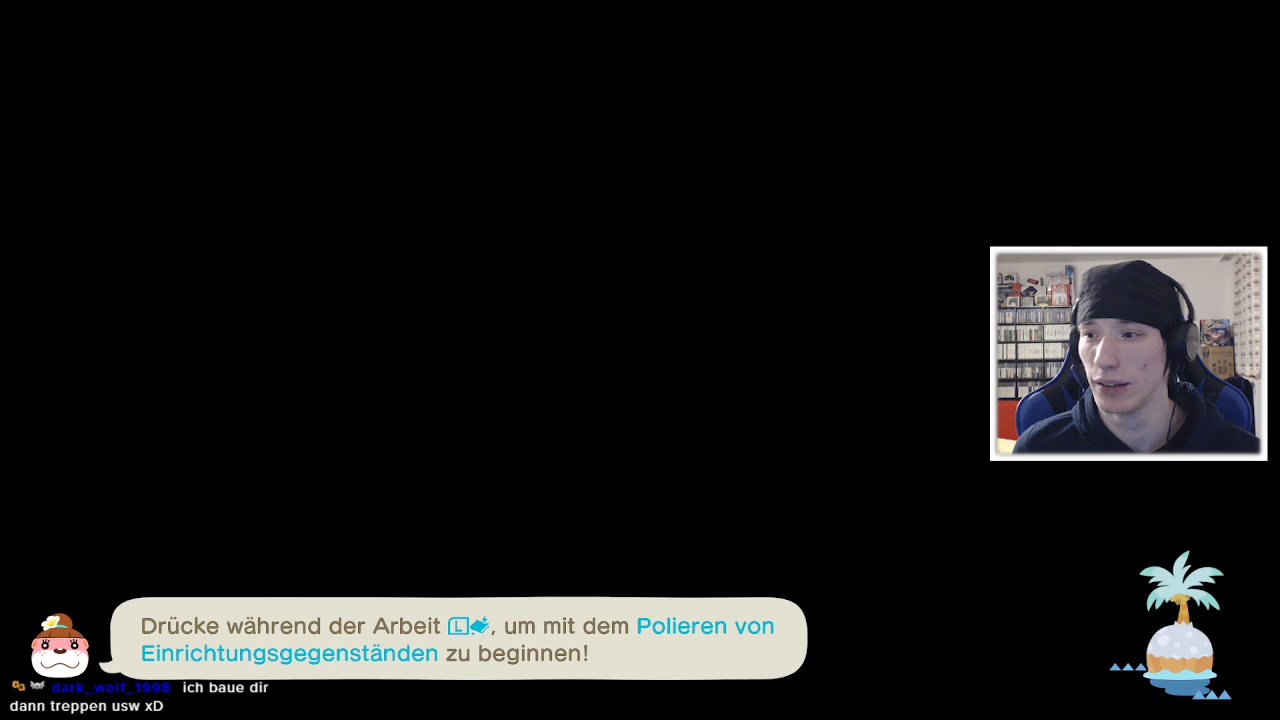 Drücke während der Arbeit L, um mit dem Polieren von
Einrichtungsgegenständen zu beginnen!
dark_wolf_1998: ich baue dir
dann treppen usw xD